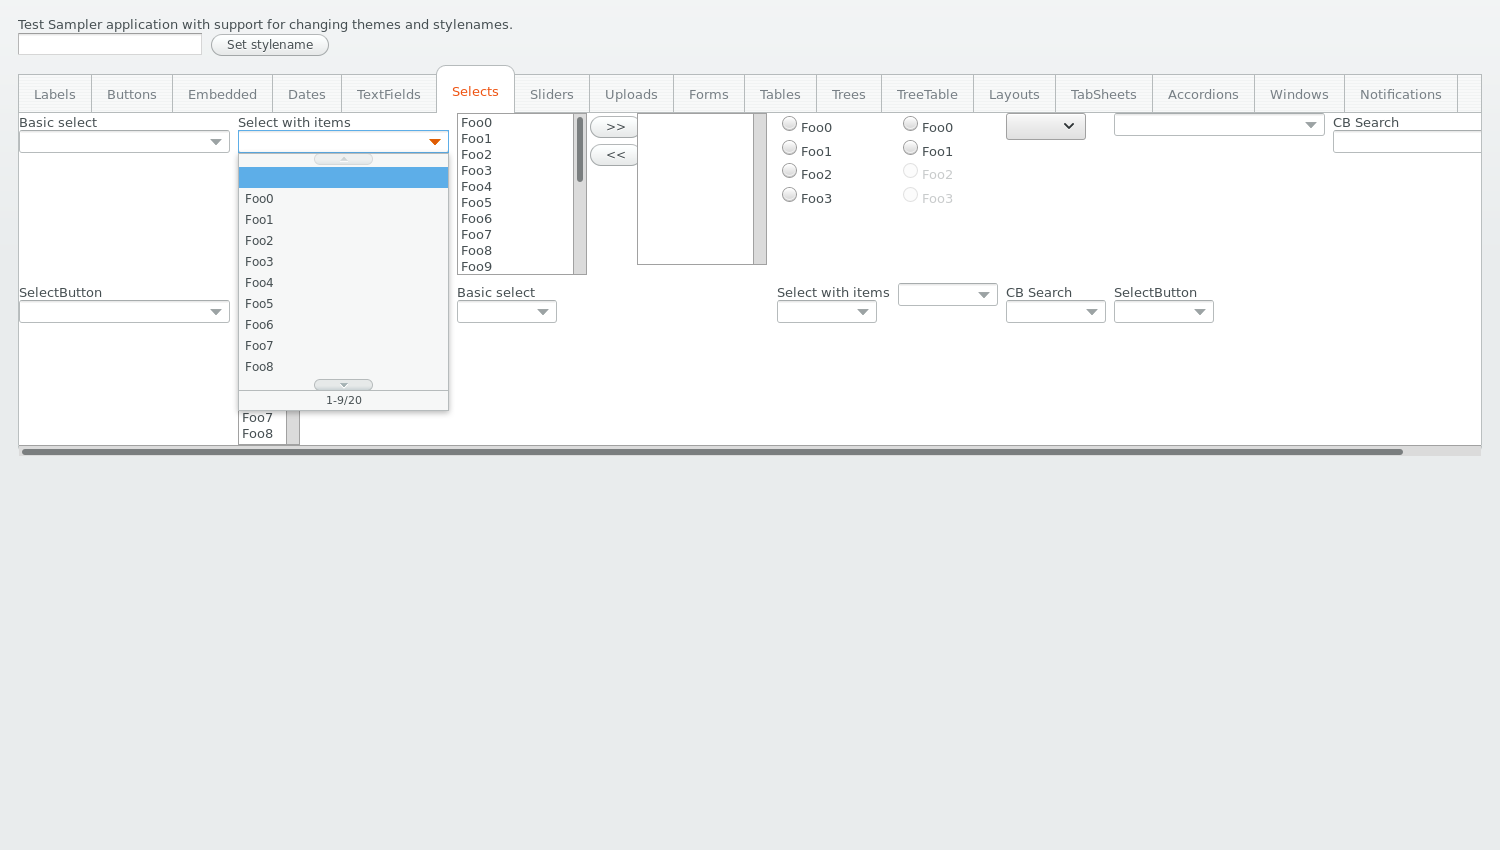 Test Sampler application with support for changing themes and stylenames.
Set stylename
Labels Buttons Embedded Dates TextFields Selects Sliders Uploads Forms Tables Trees TreeTable Layouts TabSheets Accordions Windows Notifications
Basic select
Select with items
Foo0
Foo1
Foo2
Foo3
Foo4
Foo5
Foo6
Foo7
Foo8
1-9/20
Foo0
Foo1
Foo2
Foo3
Foo4
Foo5
Foo6
Foo7
Foo8
Foo9
>>
<<
Foo0
Foo1
Foo2
Foo3
Foo0
Foo1
Foo2
Foo3
CB Search
SelectButton
Basic select
Select with items
CB Search
SelectButton
Foo7
Foo8